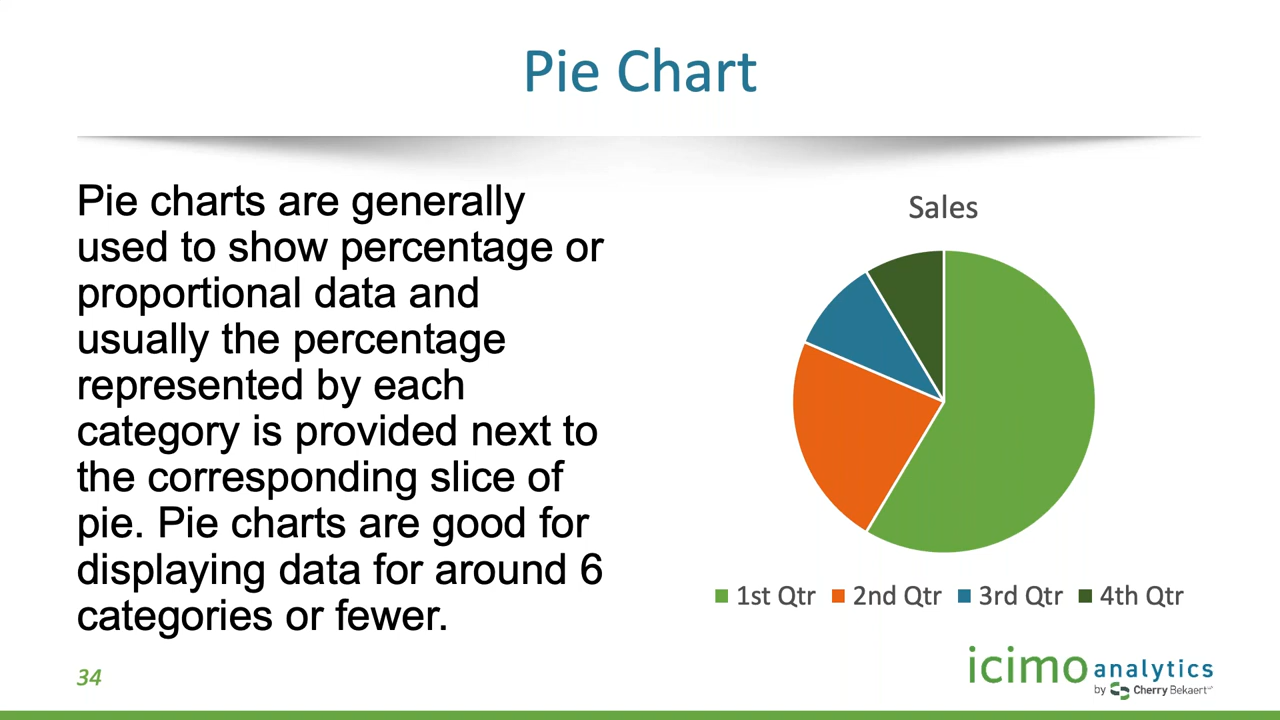 Pie Chart
Pie charts are generally
used to show percentage or
proportional data and
usually the percentage
represented by each
category is provided next to
the corresponding slice of
pie. Pie charts are good for
displaying data for around 6
categories or fewer.
Sales
1st Qtr 2nd Qtr 3rd Qtr 4th Qtr
34
icimo analytics
by Cherry Bekaert